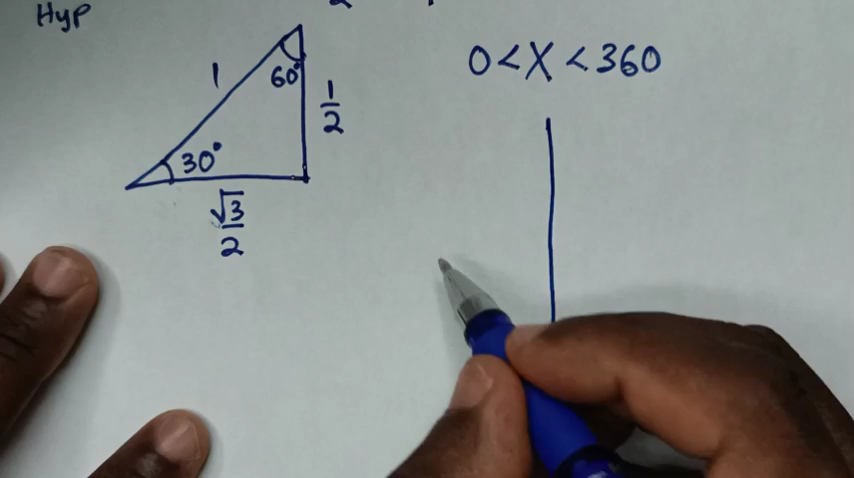 Hyp
1
60°
1/2
30°
√3/2
0 < X < 360